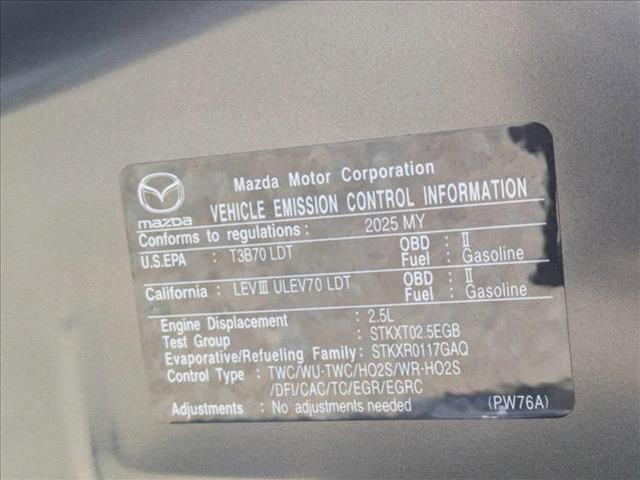 Mazda Motor Corporation
mazda
VEHICLE EMISSION CONTROL INFORMATION
Conforms to regulations : 2025 MY
U.S.EPA : T3B70 LDT OBD : Ⅱ
Fuel : Gasoline
California : LEVⅢ ULEV70 LDT OBD : Ⅱ
Fuel : Gasoline
Engine Displacement : 2.5L
Test Group : STKXT02.5EGB
Evaporative/Refueling Family : STKXR0117GAQ
Control Type : TWC/WU-TWC/HO2S/WR-HO2S
/DFI/CAC/TC/EGR/EGRC
Adjustments : No adjustments needed (PW76A)